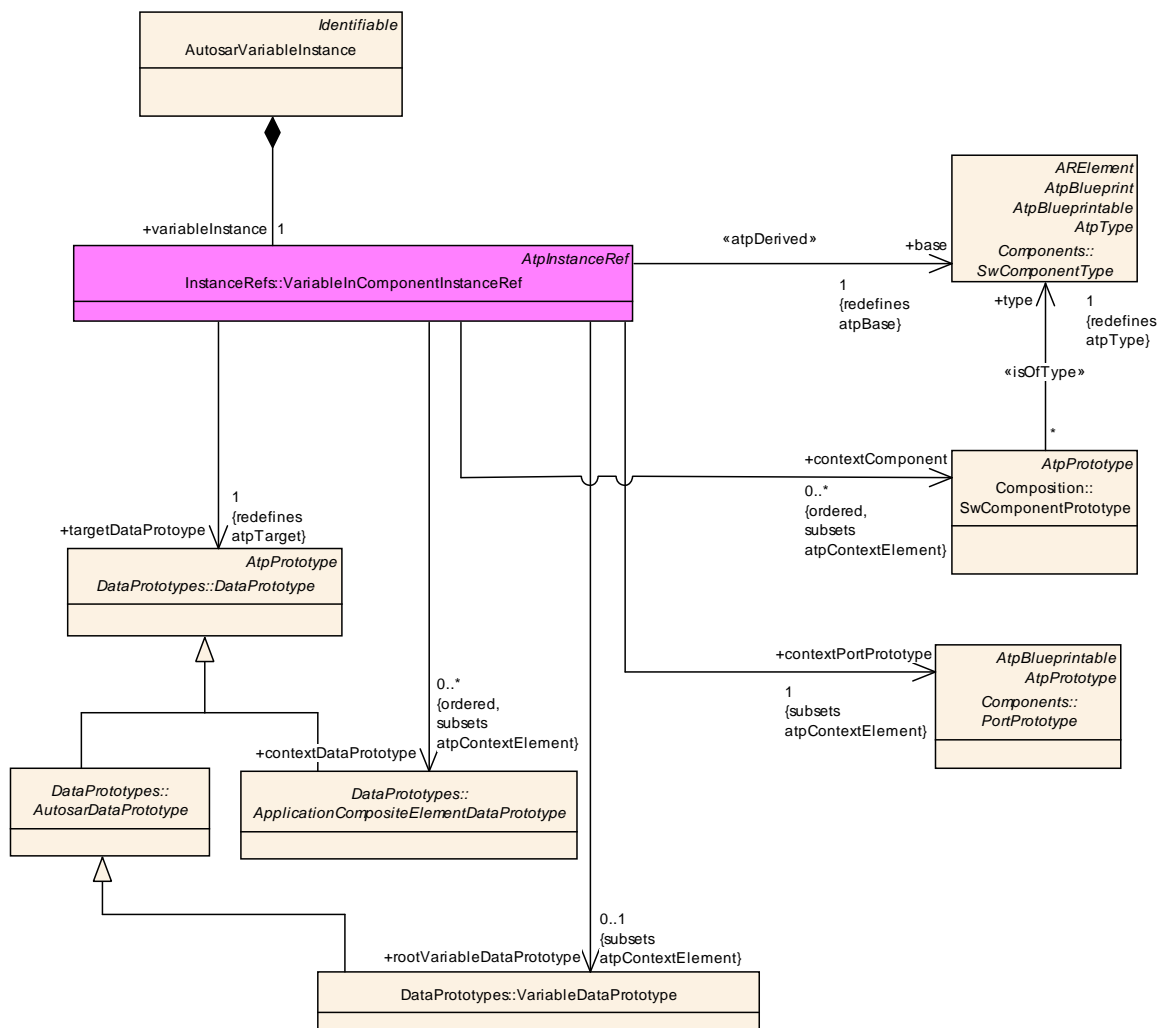 Identifiable
AutosarVariableInstance
+variableInstance 1
AtpInstanceRef
InstanceRefs::VariableInComponentInstanceRef
«atpDerived»
+base
1
{redefines
atpBase}
ARElement
AtpBlueprint
AtpBlueprintable
AtpType
Components::
SwComponentType
+type
1
{redefines
atpType}
«isOfType»
*
+contextComponent
0..*
{ordered,
subsets
atpContextElement}
AtpPrototype
Composition::
SwComponentPrototype
+targetDataProtoype
1
{redefines
atpTarget}
AtpPrototype
DataPrototypes::DataPrototype
+contextPortPrototype
1
{subsets
atpContextElement}
AtpBlueprintable
AtpPrototype
Components::
PortPrototype
+contextDataPrototype
0..*
{ordered,
subsets
atpContextElement}
DataPrototypes::
AutosarDataPrototype
DataPrototypes::
ApplicationCompositeElementDataPrototype
+rootVariableDataPrototype
0..1
{subsets
atpContextElement}
DataPrototypes::VariableDataPrototype